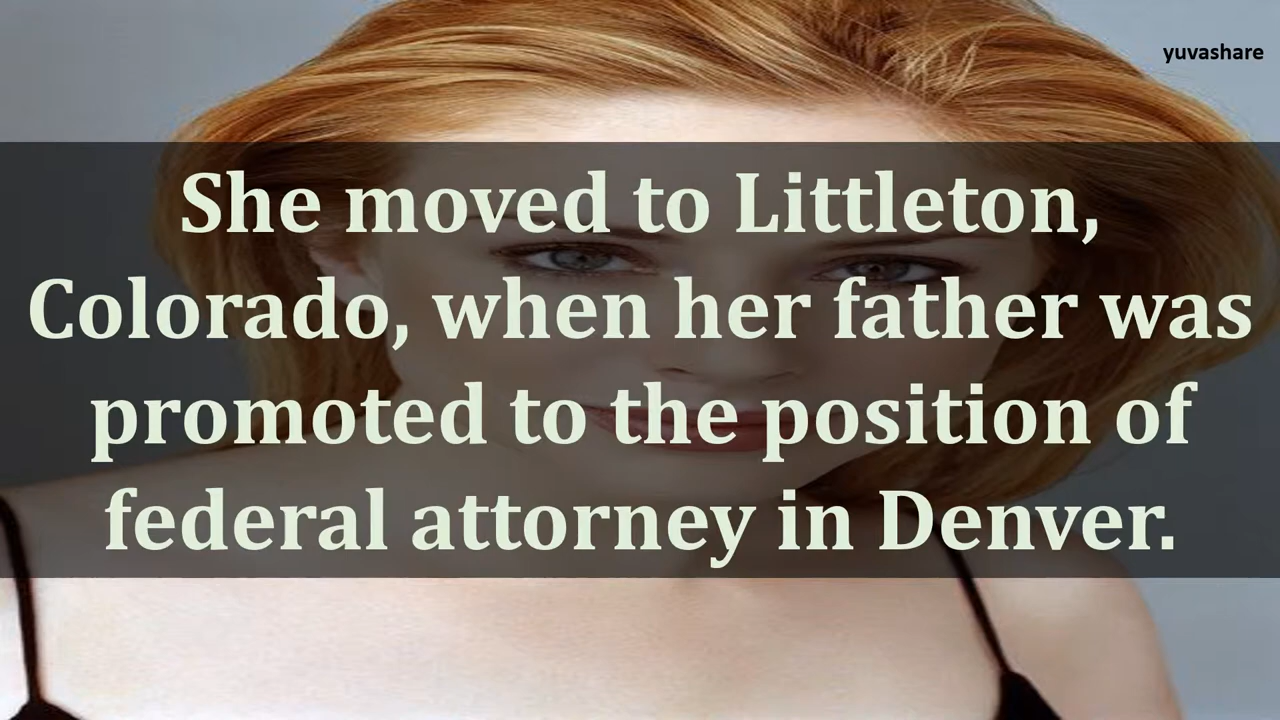 yuvashare
She moved to Littleton,
Colorado, when her father was
promoted to the position of
federal attorney in Denver.